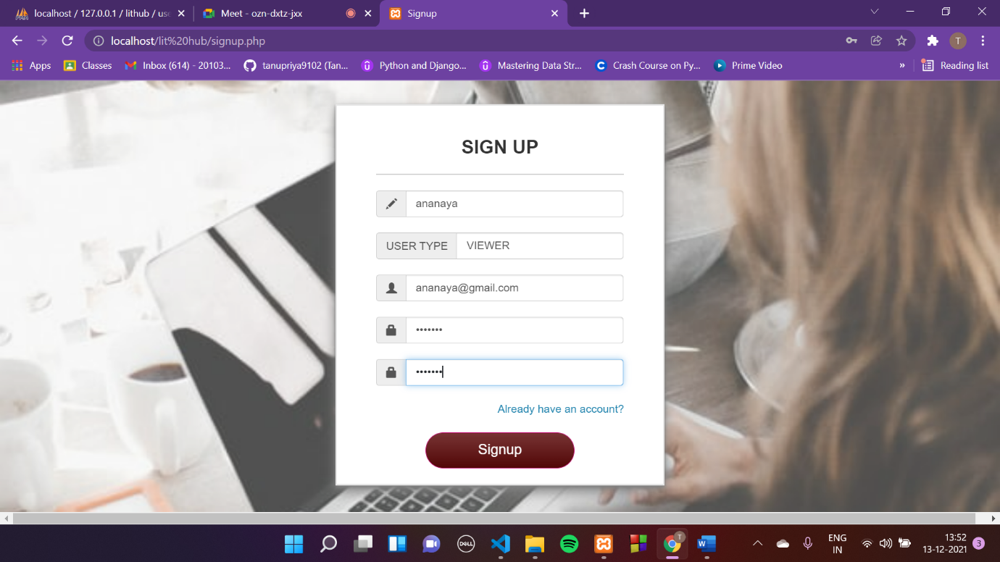 localhost / 127.0.0.1 / lithub / use
Meet - ozn-dxtz-jxx
Signup
localhost/lit%20hub/signup.php
T
Apps
Classes
Inbox (614) - 20103...
tanupriya9102 (Tan...
Python and Django...
Mastering Data Str...
Crash Course on Py...
Prime Video
»
Reading list
SIGN UP
ananaya
USER TYPE VIEWER
ananaya@gmail.com
•••••••
•••••••
Already have an account?
Signup
DELL
T
ENG
IN
13:52
13-12-2021
3